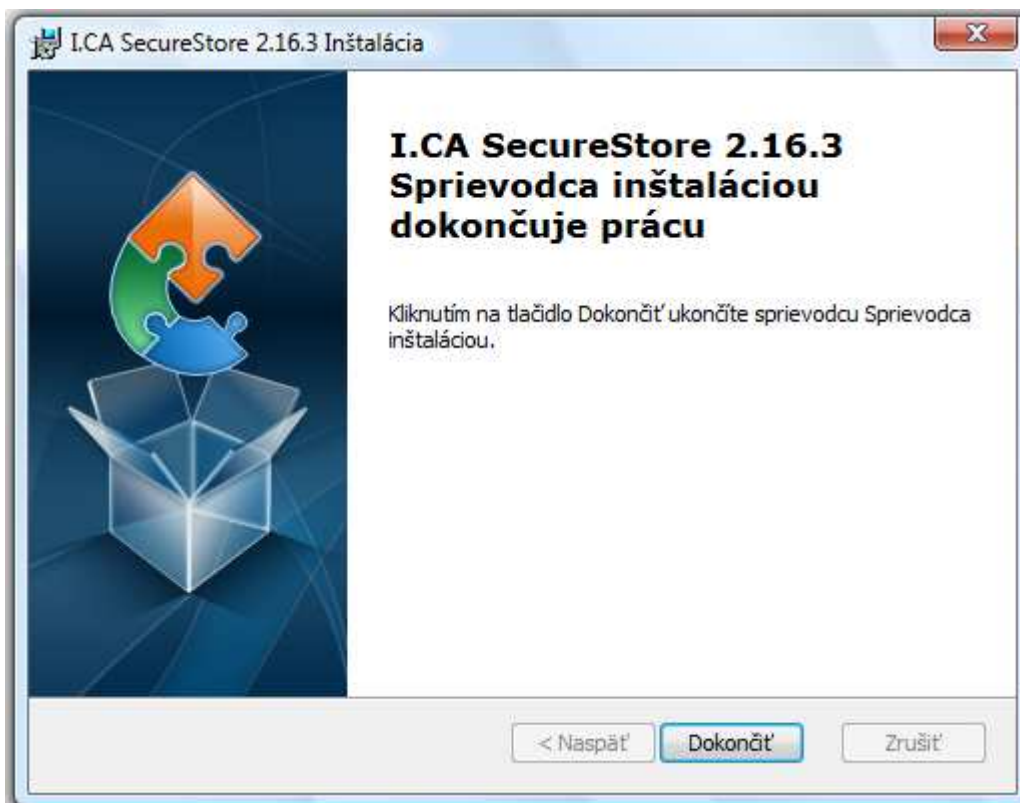 I.CA SecureStore 2.16.3 Inštalácia
I.CA SecureStore 2.16.3
Sprievodca inštaláciou
dokončuje prácu
Kliknutím na tlačidlo Dokončiť ukončíte sprievodcu Sprievodca
inštaláciou.
< Naspäť
Dokončiť
Zrušiť